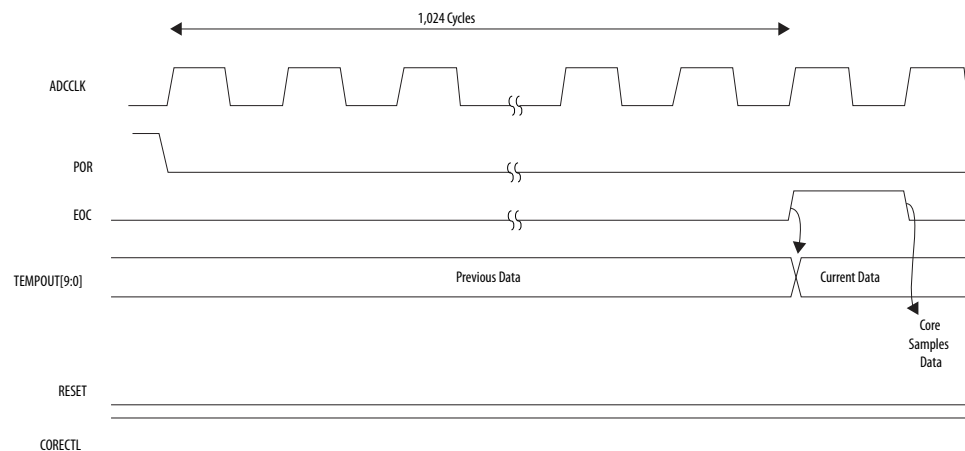 1,024 Cycles
ADCCLK
POR
EOC
TEMPOUT[9:0]
Previous Data
Current Data
Core
Samples
Data
RESET
CORECTL